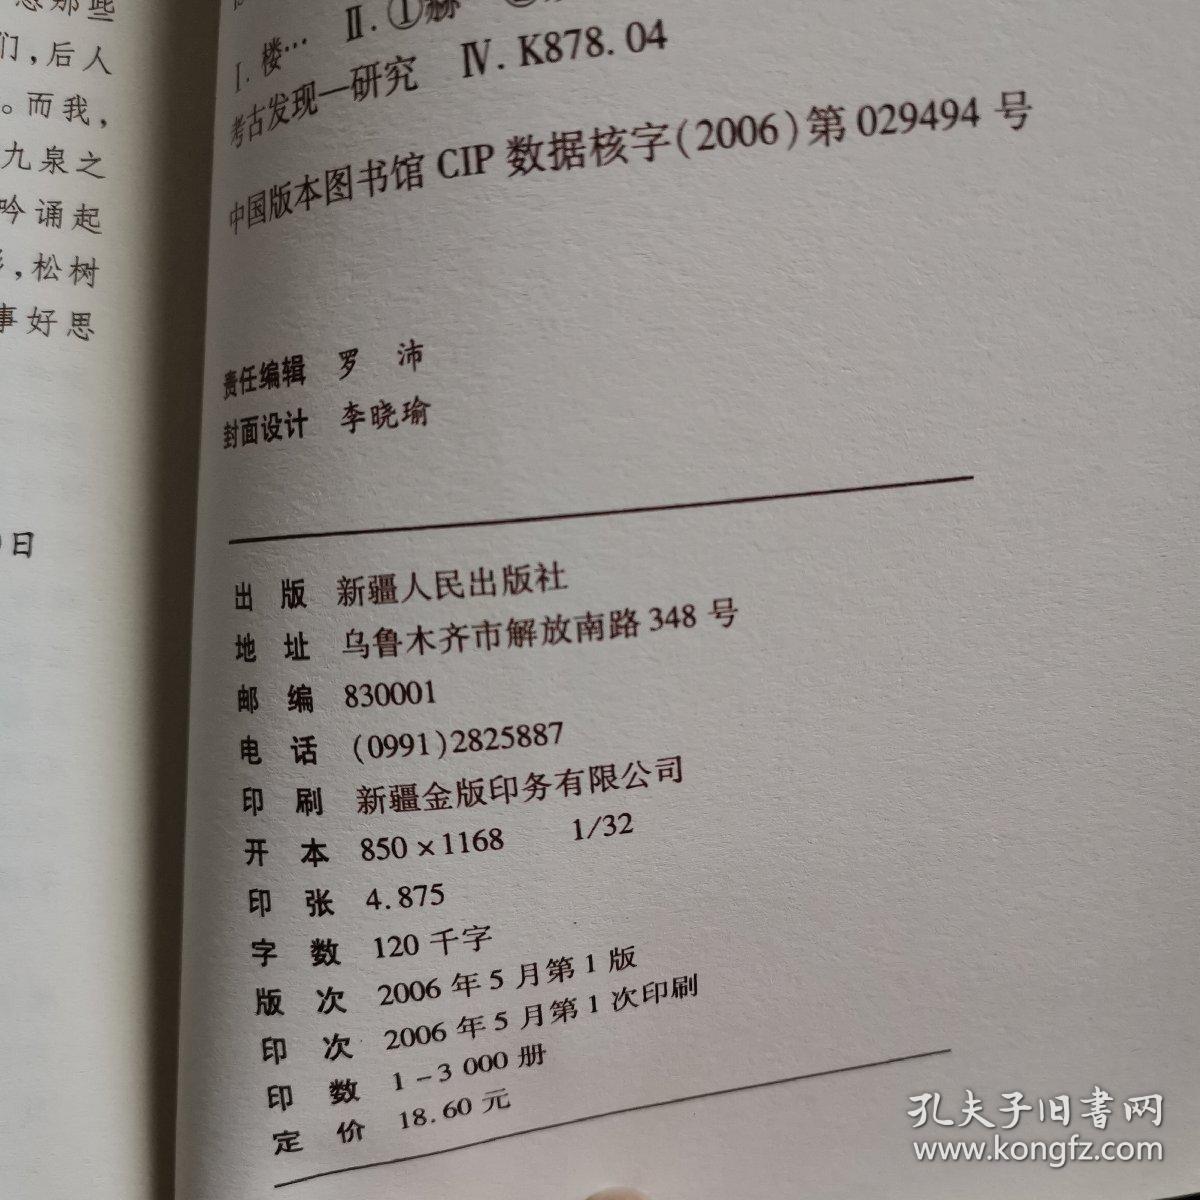 们,后人
。而我,
九泉之
吟诵起
,松树
事好思
日
Ⅰ. 楼… Ⅱ. ①赫
考古发现—研究 Ⅳ. K878. 04
中国版本图书馆 CIP 数据核字(2006)第 029494 号
责任编辑 罗 沛
封面设计 李晓瑜
出 版 新疆人民出版社
地 址 乌鲁木齐市解放南路 348 号
邮 编 830001
电 话 (0991)2825887
印 刷 新疆金版印务有限公司
开 本 850×1168 1/32
印 张 4.875
字 数 120 千字
版 次 2006 年 5 月第 1 版
印 次 2006 年 5 月第 1 次印刷
印 数 1-3 000 册
定 价 18.60 元
孔夫子旧书网
www.kongfz.com